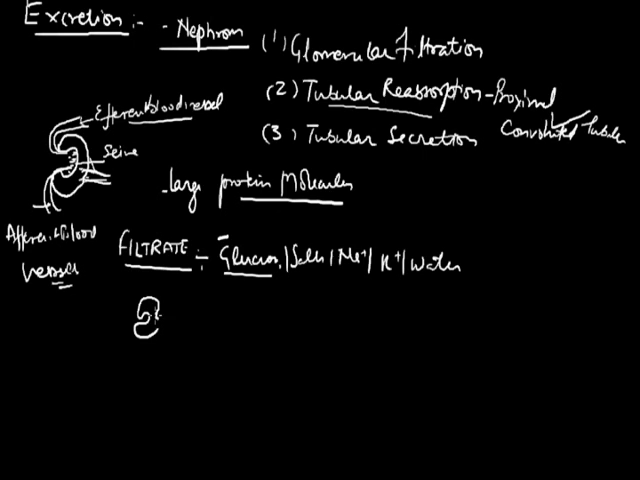 Excretion :- - Nephron
(1) Glomerular Filtration
(2) Tubular Reabsorption - Proximal
Convoluted Tubule
(3) Tubular Secretion
Efferent blood vessel
Seive
- Large protein Molecules
Afferent Blood
vessel
FILTRATE :- Glucose / Salts / Na+ / K+ / Water